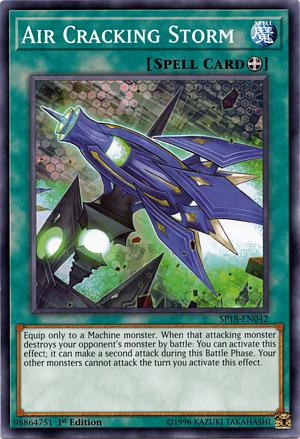 AIR CRACKING STORM
[SPELL CARD]
SP18-EN042
Equip only to a Machine monster. When that attacking monster
destroys your opponent's monster by battle: You can activate this
effect; it can make a second attack during this Battle Phase. Your
other monsters cannot attack the turn you activate this effect.
98864751 1st Edition ©1996 KAZUKI TAKAHASHI